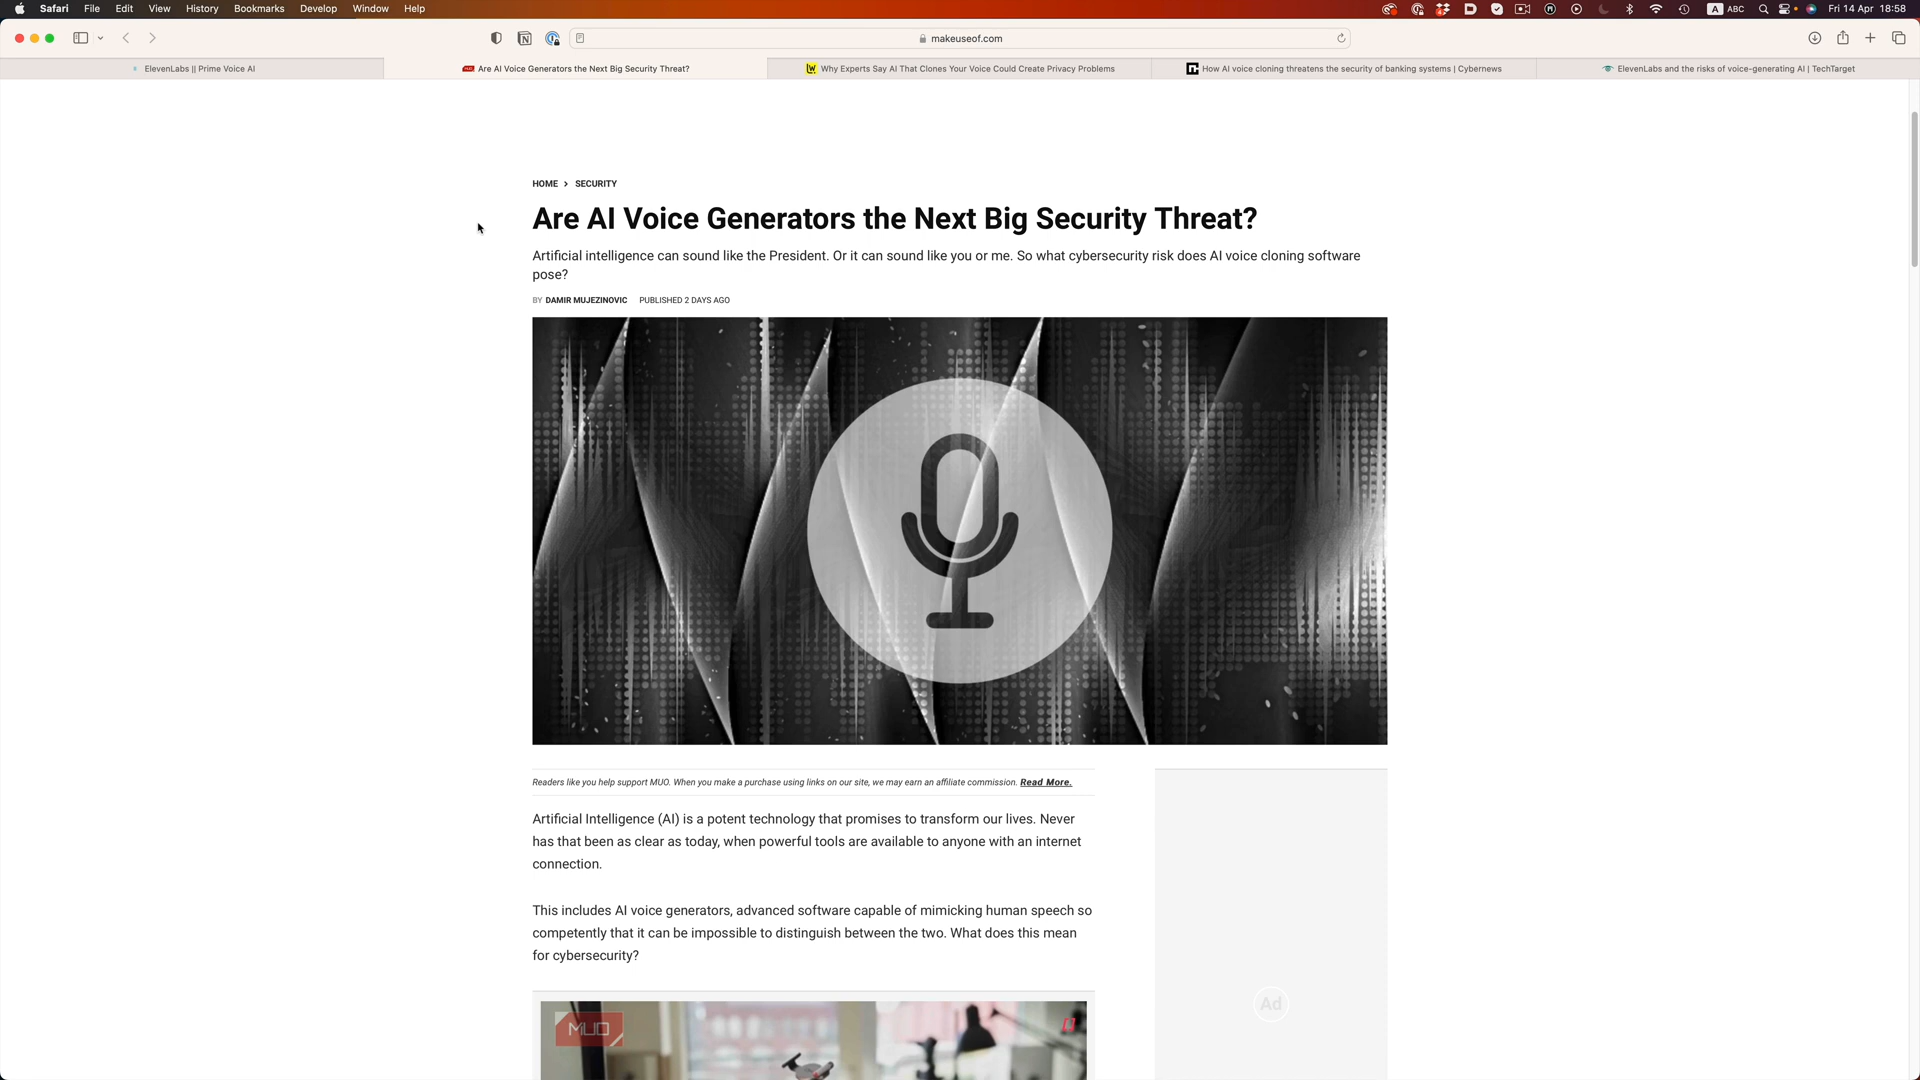 Safari File Edit View History Bookmarks Develop Window Help A ABC Fri 14 Apr 18:58
makeuseof.com
ElevenLabs || Prime Voice AI
Are AI Voice Generators the Next Big Security Threat?
Why Experts Say AI That Clones Your Voice Could Create Privacy Problems
How AI voice cloning threatens the security of banking systems | Cybernews
ElevenLabs and the risks of voice-generating AI | TechTarget
HOME > SECURITY
Are AI Voice Generators the Next Big Security Threat?
Artificial intelligence can sound like the President. Or it can sound like you or me. So what cybersecurity risk does AI voice cloning software
pose?
BY DAMIR MUJEZINOVIC PUBLISHED 2 DAYS AGO
Readers like you help support MUO. When you make a purchase using links on our site, we may earn an affiliate commission. Read More.
Artificial Intelligence (AI) is a potent technology that promises to transform our lives. Never
has that been as clear as today, when powerful tools are available to anyone with an internet
connection.
This includes AI voice generators, advanced software capable of mimicking human speech so
competently that it can be impossible to distinguish between the two. What does this mean
for cybersecurity?
Ad
MUO